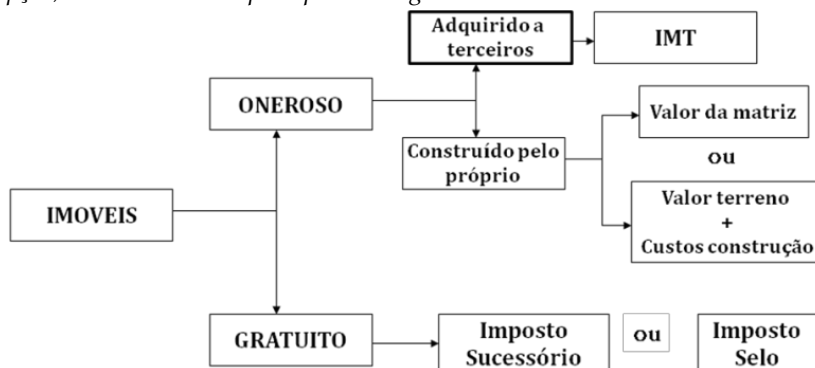 Adquirido a
terceiros
IMT
ONEROSO
Valor da matriz
Construído pelo
próprio
ou
IMOVEIS
Valor terreno
+
Custos construção
GRATUITO
Imposto
Sucessório
ou
Imposto
Selo